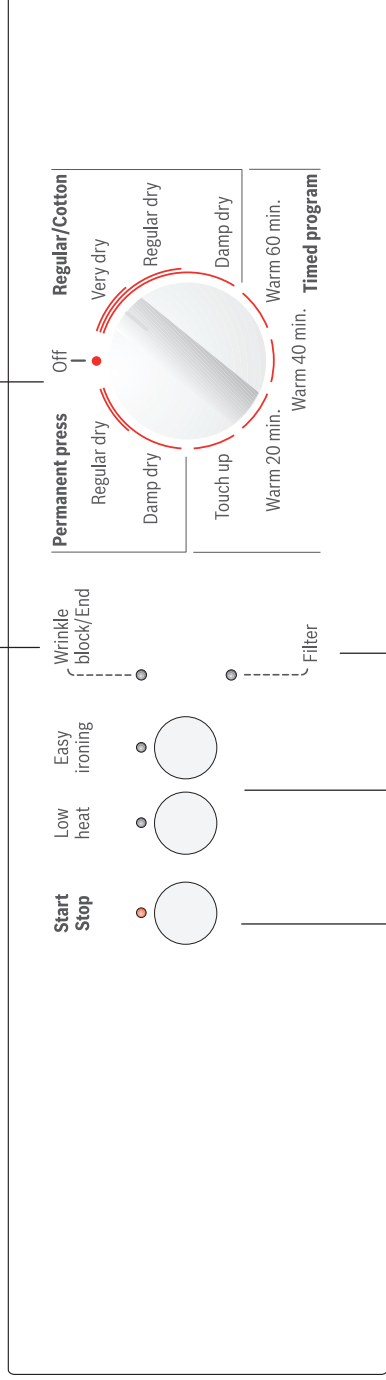 Start
Stop
Low
heat
Easy
ironing
Wrinkle
block/End
Filter
Permanent press
Regular dry
Damp dry
Touch up
Warm 20 min.
Off
Regular/Cotton
Very dry
Regular dry
Damp dry
Warm 60 min.
Warm 40 min.
Timed program